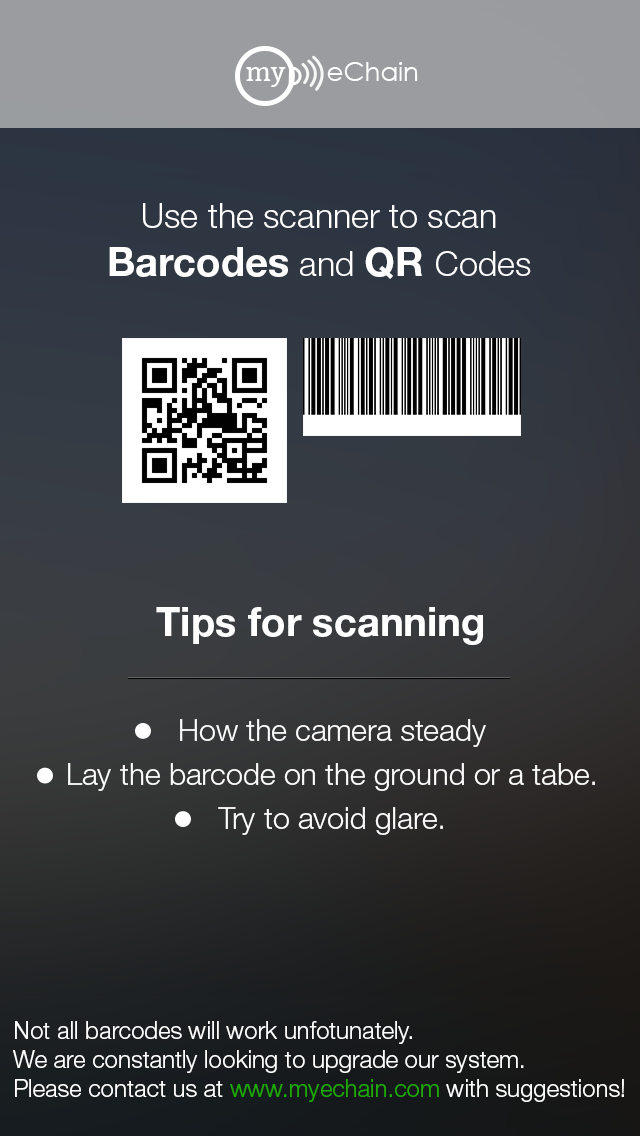 my eChain
Use the scanner to scan
Barcodes and QR Codes
Tips for scanning
● How the camera steady
● Lay the barcode on the ground or a tabe.
● Try to avoid glare.
Not all barcodes will work unfotunately.
We are constantly looking to upgrade our system.
Please contact us at www.myechain.com with suggestions!